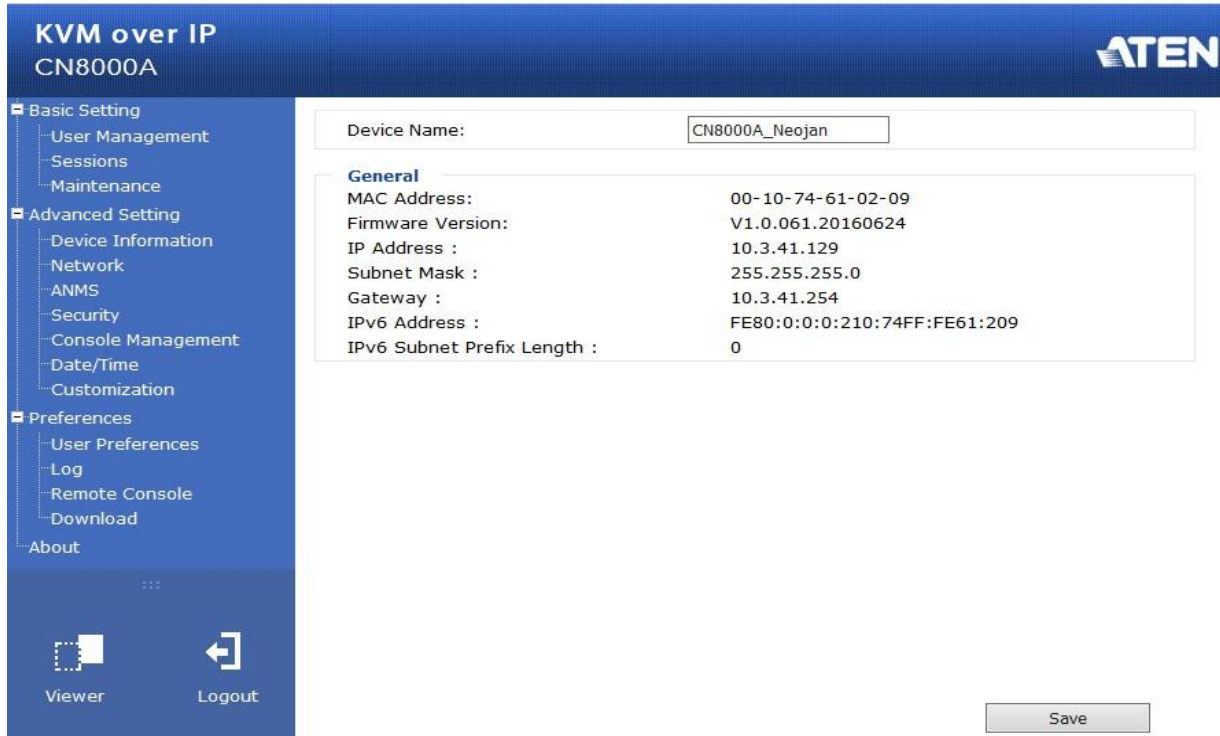 KVM over IP
CN8000A
ATEN
Basic Setting
User Management
Sessions
Maintenance
Advanced Setting
Device Information
Network
ANMS
Security
Console Management
Date/Time
Customization
Preferences
User Preferences
Log
Remote Console
Download
About
Viewer
Logout
Device Name: CN8000A_Neojan
General
MAC Address: 00-10-74-61-02-09
Firmware Version: V1.0.061.20160624
IP Address : 10.3.41.129
Subnet Mask : 255.255.255.0
Gateway : 10.3.41.254
IPv6 Address : FE80:0:0:0:210:74FF:FE61:209
IPv6 Subnet Prefix Length : 0
Save